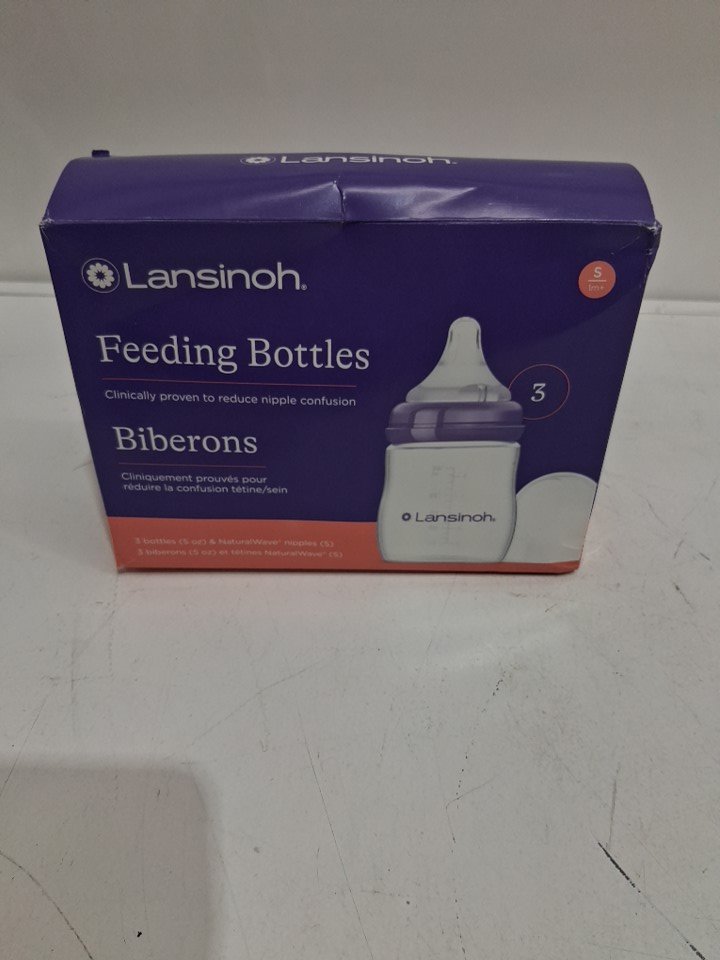 Lansinoh.
Lansinoh®
S
1m+
Feeding Bottles
Clinically proven to reduce nipple confusion
3
Biberons
Cliniquement prouvés pour
réduire la confusion tétine/sein
Lansinoh®
3 bottles (5 oz) & NaturalWave® nipples (S)
3 biberons (5 oz) et tétines NaturalWave® (S)